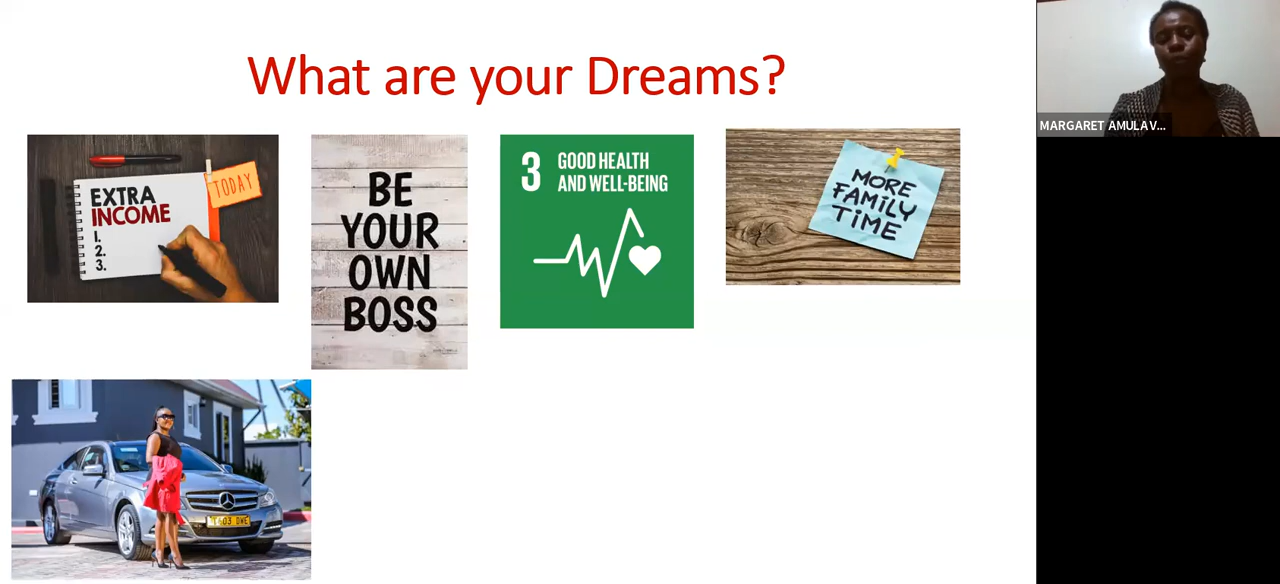 What are your Dreams?
EXTRA
INCOME
1.
2.
3.
TODAY
BE
YOUR
OWN
BOSS
3 GOOD HEALTH
AND WELL-BEING
MORE
FAMILY
TIME
MARGARET AMULA V...